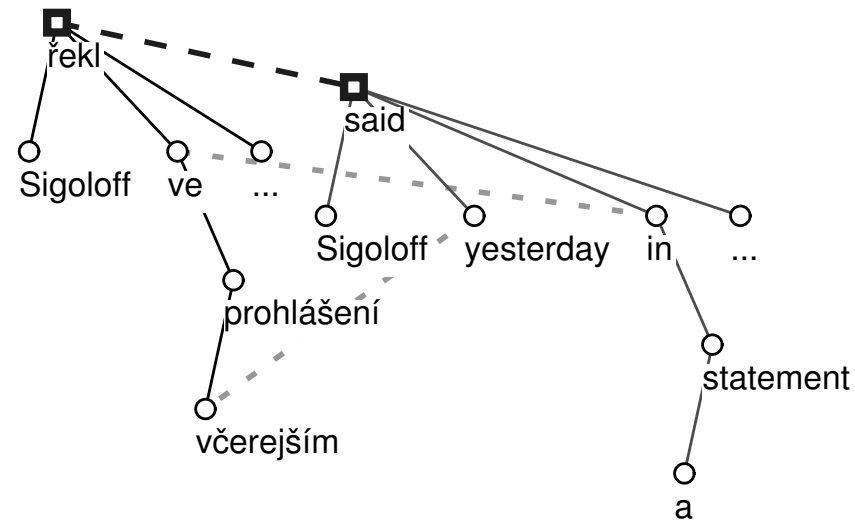 řekl
said
Sigoloff ve ...
Sigoloff yesterday in ...
prohlášení
statement
včerejším
a